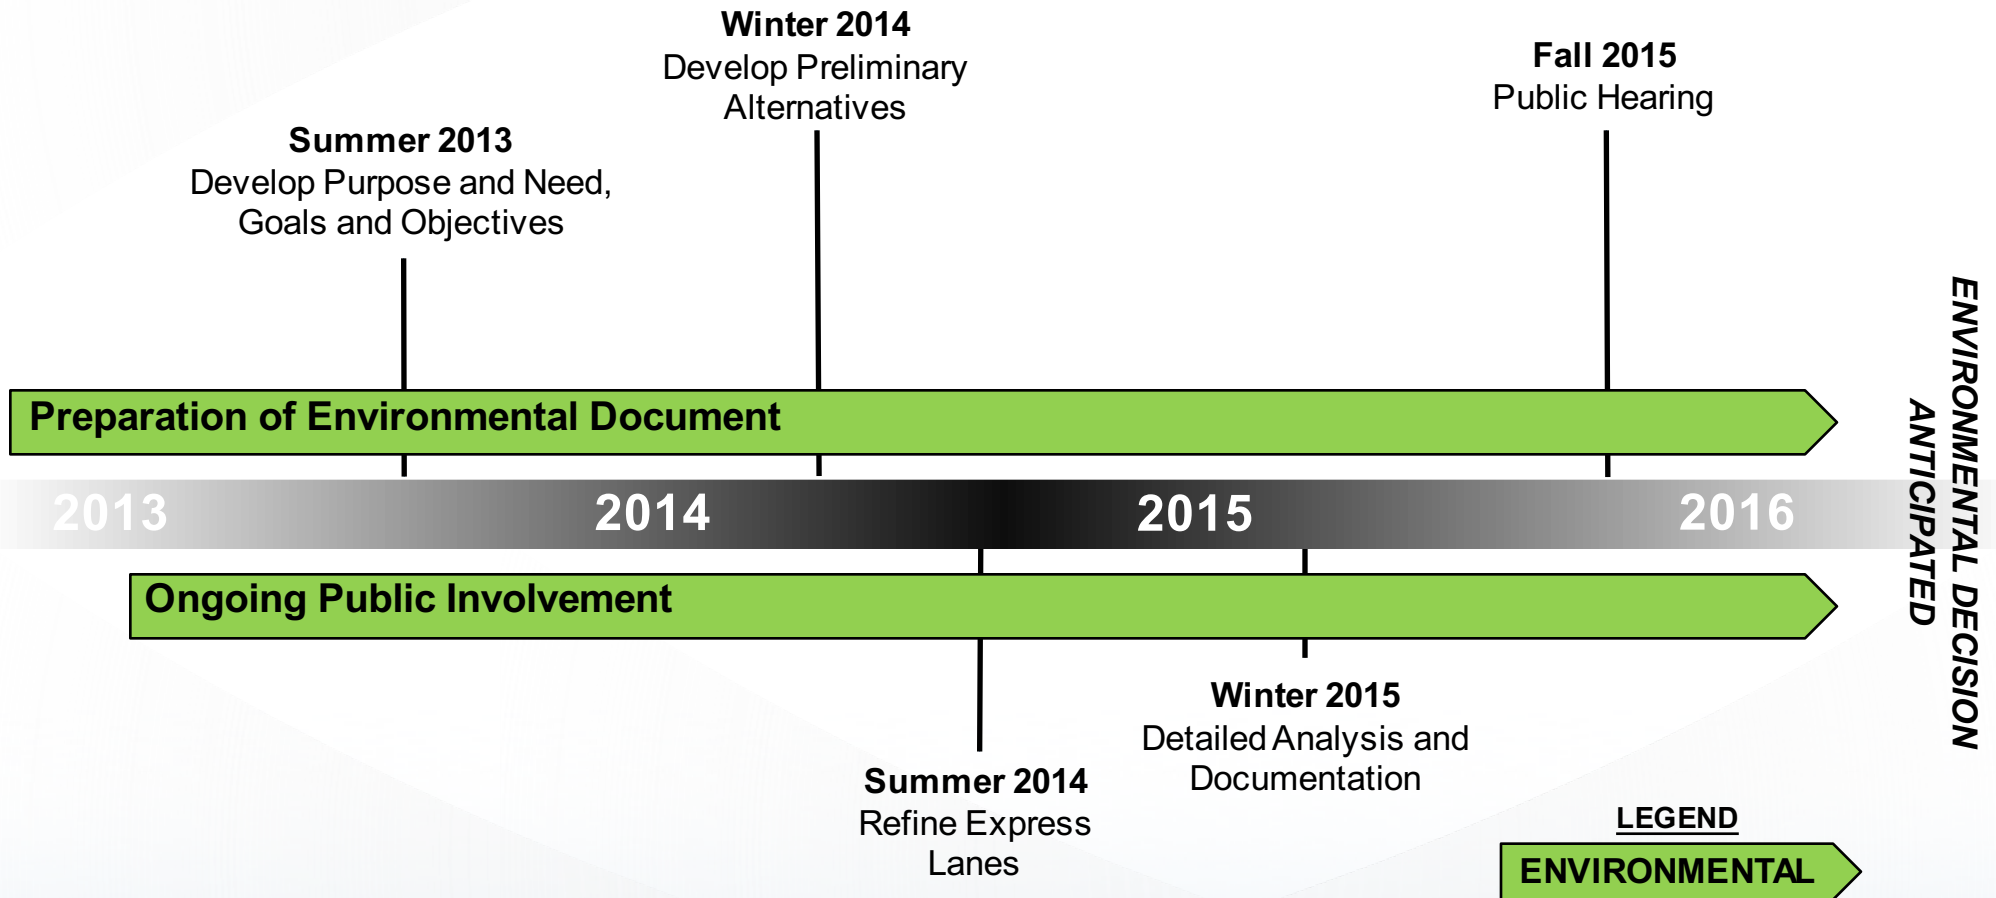 Winter 2014
Develop Preliminary
Alternatives
Fall 2015
Public Hearing
Summer 2013
Develop Purpose and Need,
Goals and Objectives
Preparation of Environmental Document
2013 2014 2015 2016
ENVIRONMENTAL DECISION
ANTICIPATED
Ongoing Public Involvement
Winter 2015
Detailed Analysis and
Documentation
Summer 2014
Refine Express
Lanes
LEGEND
ENVIRONMENTAL